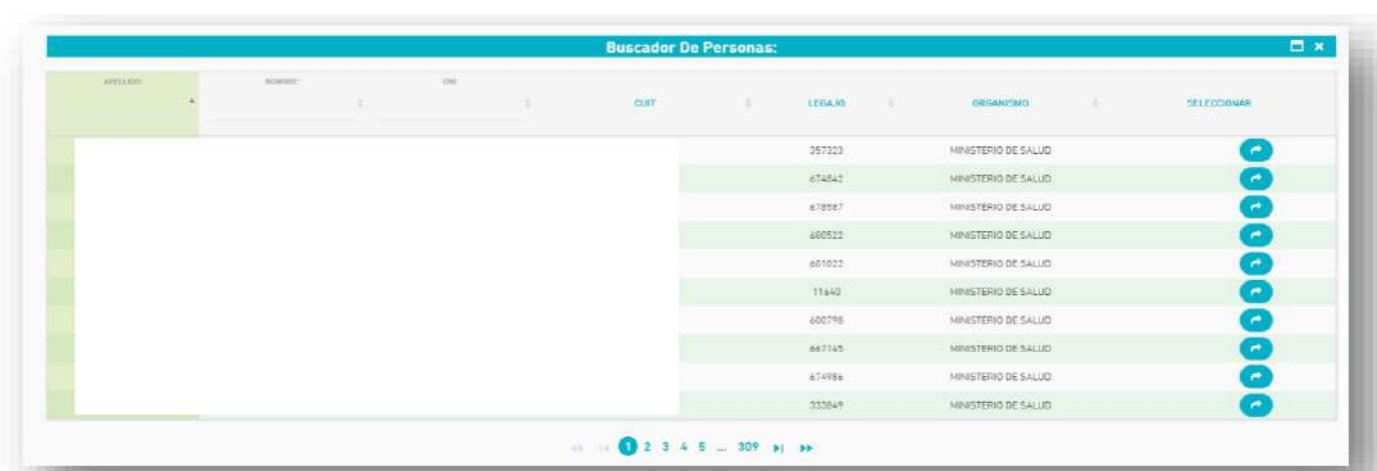 Buscador De Personas:
APELLIDO: NOMBRE: DNI: CUIT LEGAJO ORGANISMO SELECCIONAR
357323 MINISTERIO DE SALUD
674842 MINISTERIO DE SALUD
678587 MINISTERIO DE SALUD
680522 MINISTERIO DE SALUD
681022 MINISTERIO DE SALUD
11640 MINISTERIO DE SALUD
600798 MINISTERIO DE SALUD
667145 MINISTERIO DE SALUD
674986 MINISTERIO DE SALUD
333849 MINISTERIO DE SALUD
1 2 3 4 5 ... 309